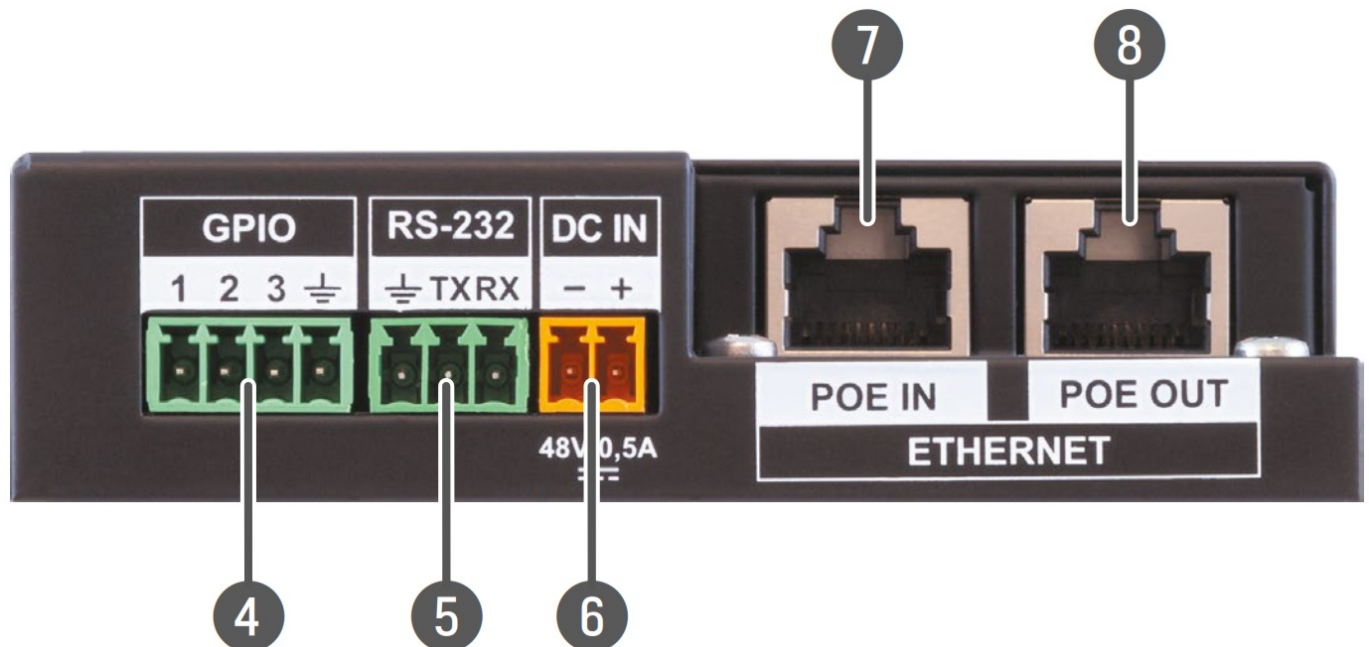 7 8
GPIO RS-232 DC IN
1 2 3 ⏚ ⏚ TX RX − +
48V 0,5A
POE IN POE OUT
ETHERNET
4 5 6